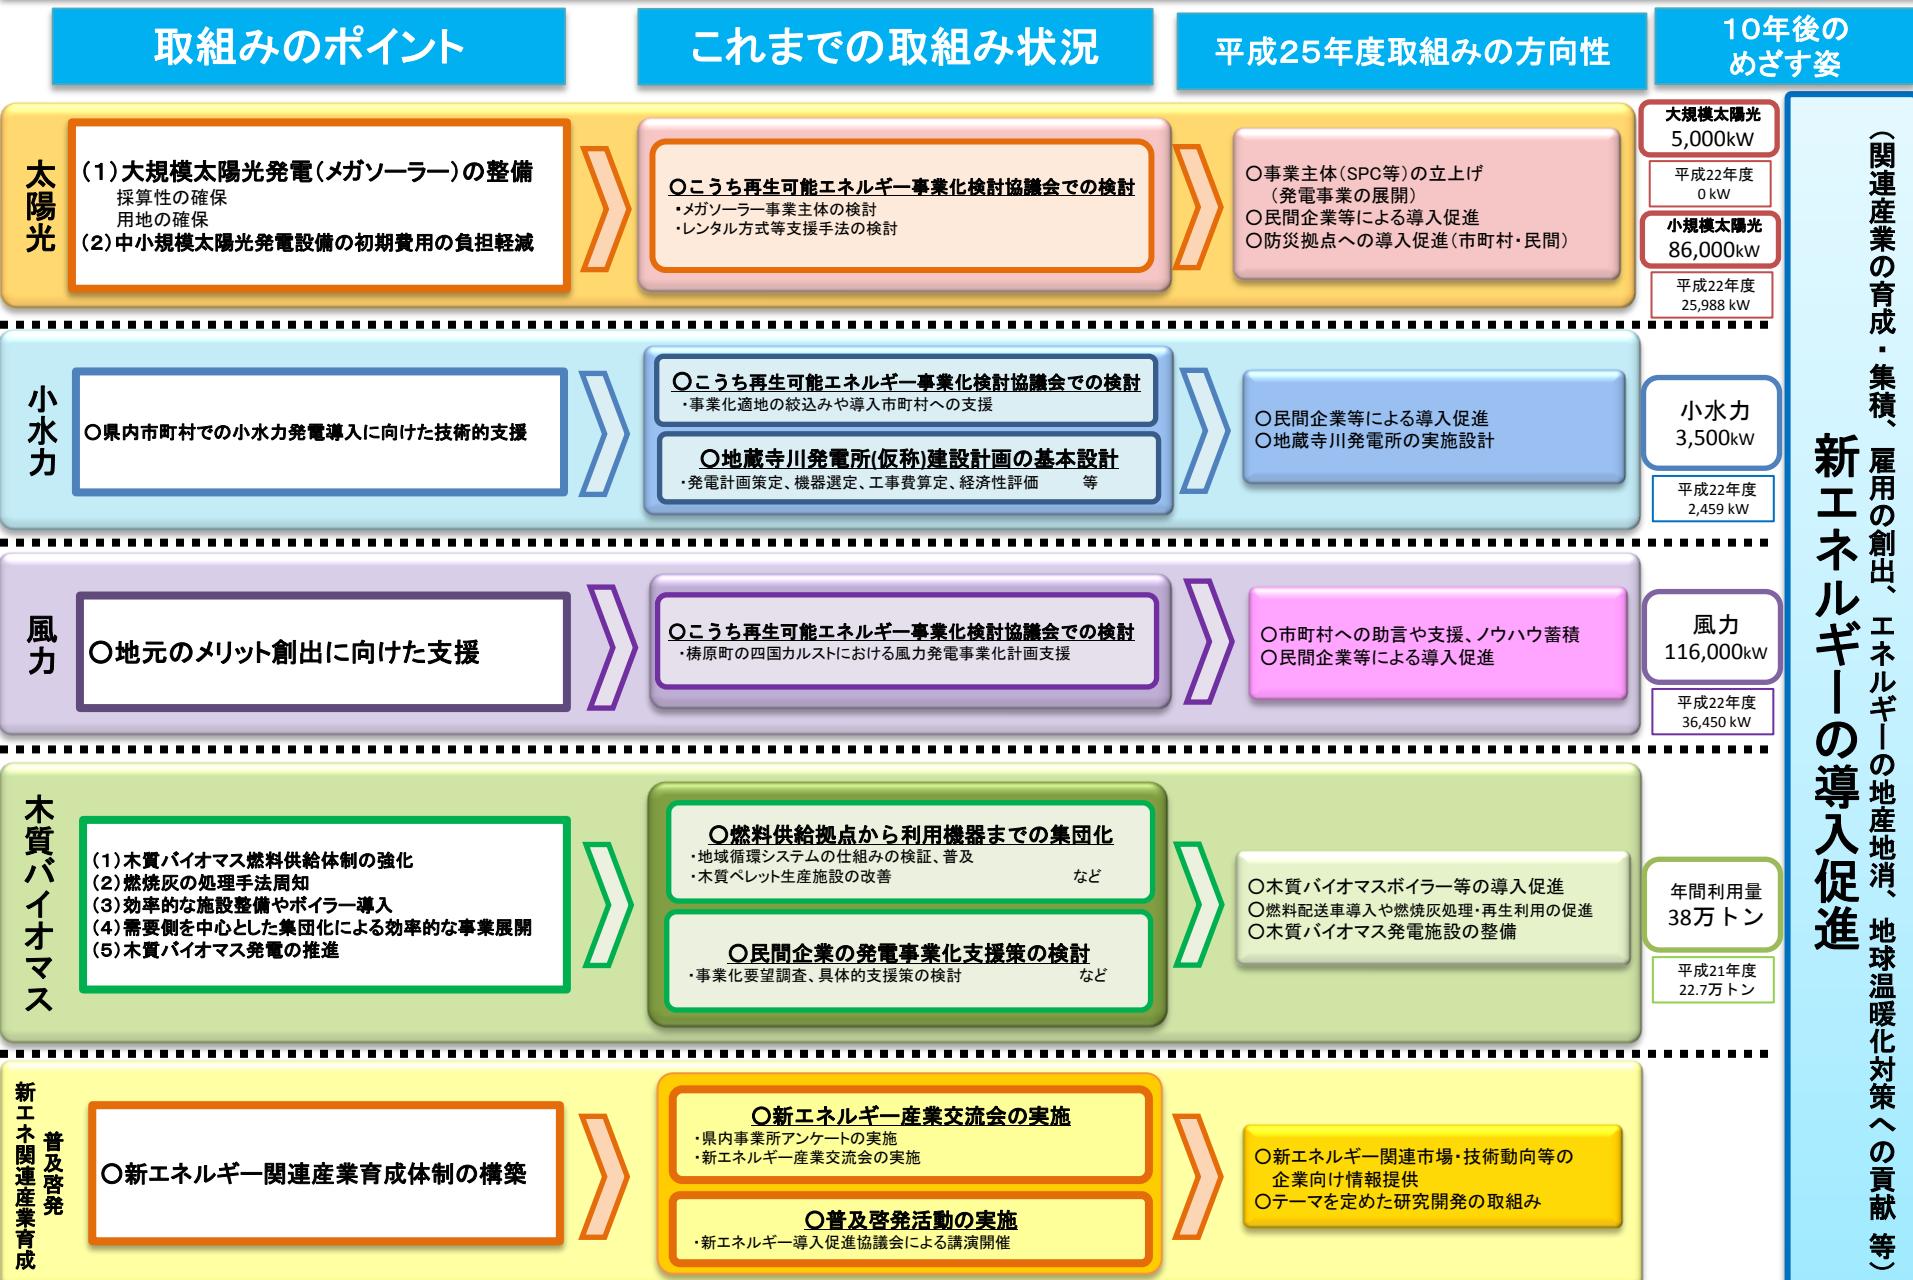 取組みのポイント
これまでの取組み状況
平成25年度取組みの方向性
10年後の
めざす姿
太陽光
(1)大規模太陽光発電(メガソーラー)の整備
採算性の確保
用地の確保
(2)中小規模太陽光発電設備の初期費用の負担軽減
○こうち再生可能エネルギー事業化検討協議会での検討
・メガソーラー事業主体の検討
・レンタル方式等支援手法の検討
○事業主体(SPC等)の立上げ
(発電事業の展開)
○民間企業等による導入促進
○防災拠点への導入促進(市町村・民間)
大規模太陽光
5,000kW
平成22年度
0 kW
小規模太陽光
86,000kW
平成22年度
25,988 kW
小水力
○県内市町村での小水力発電導入に向けた技術的支援
○こうち再生可能エネルギー事業化検討協議会での検討
・事業化適地の絞込みや導入市町村への支援
○地蔵寺川発電所(仮称)建設計画の基本設計
・発電計画策定、機器選定、工事費算定、経済性評価 等
○民間企業等による導入促進
○地蔵寺川発電所の実施設計
小水力
3,500kW
平成22年度
2,459 kW
風力
○地元のメリット創出に向けた支援
○こうち再生可能エネルギー事業化検討協議会での検討
・梼原町の四国カルストにおける風力発電事業化計画支援
○市町村への助言や支援、ノウハウ蓄積
○民間企業等による導入促進
風力
116,000kW
平成22年度
36,450 kW
木質バイオマス
(1)木質バイオマス燃料供給体制の強化
(2)燃焼灰の処理手法周知
(3)効率的な施設整備やボイラー導入
(4)需要側を中心とした集団化による効率的な事業展開
(5)木質バイオマス発電の推進
○燃料供給拠点から利用機器までの集団化
・地域循環システムの仕組みの検証、普及
・木質ペレット生産施設の改善 など
○民間企業の発電事業化支援策の検討
・事業化要望調査、具体的支援策の検討 など
○木質バイオマスボイラー等の導入促進
○燃料配送車導入や燃焼灰処理・再生利用の促進
○木質バイオマス発電施設の整備
年間利用量
38万トン
平成21年度
22.7万トン
新エネ関連産業育成
普及啓発
○新エネルギー関連産業育成体制の構築
○新エネルギー産業交流会の実施
・県内事業所アンケートの実施
・新エネルギー産業交流会の実施
○普及啓発活動の実施
・新エネルギー導入促進協議会による講演開催
○新エネルギー関連市場・技術動向等の
企業向け情報提供
○テーマを定めた研究開発の取組み
新エネルギーの導入促進
(関連産業の育成・集積、雇用の創出、エネルギーの地産地消、地球温暖化対策への貢献 等)